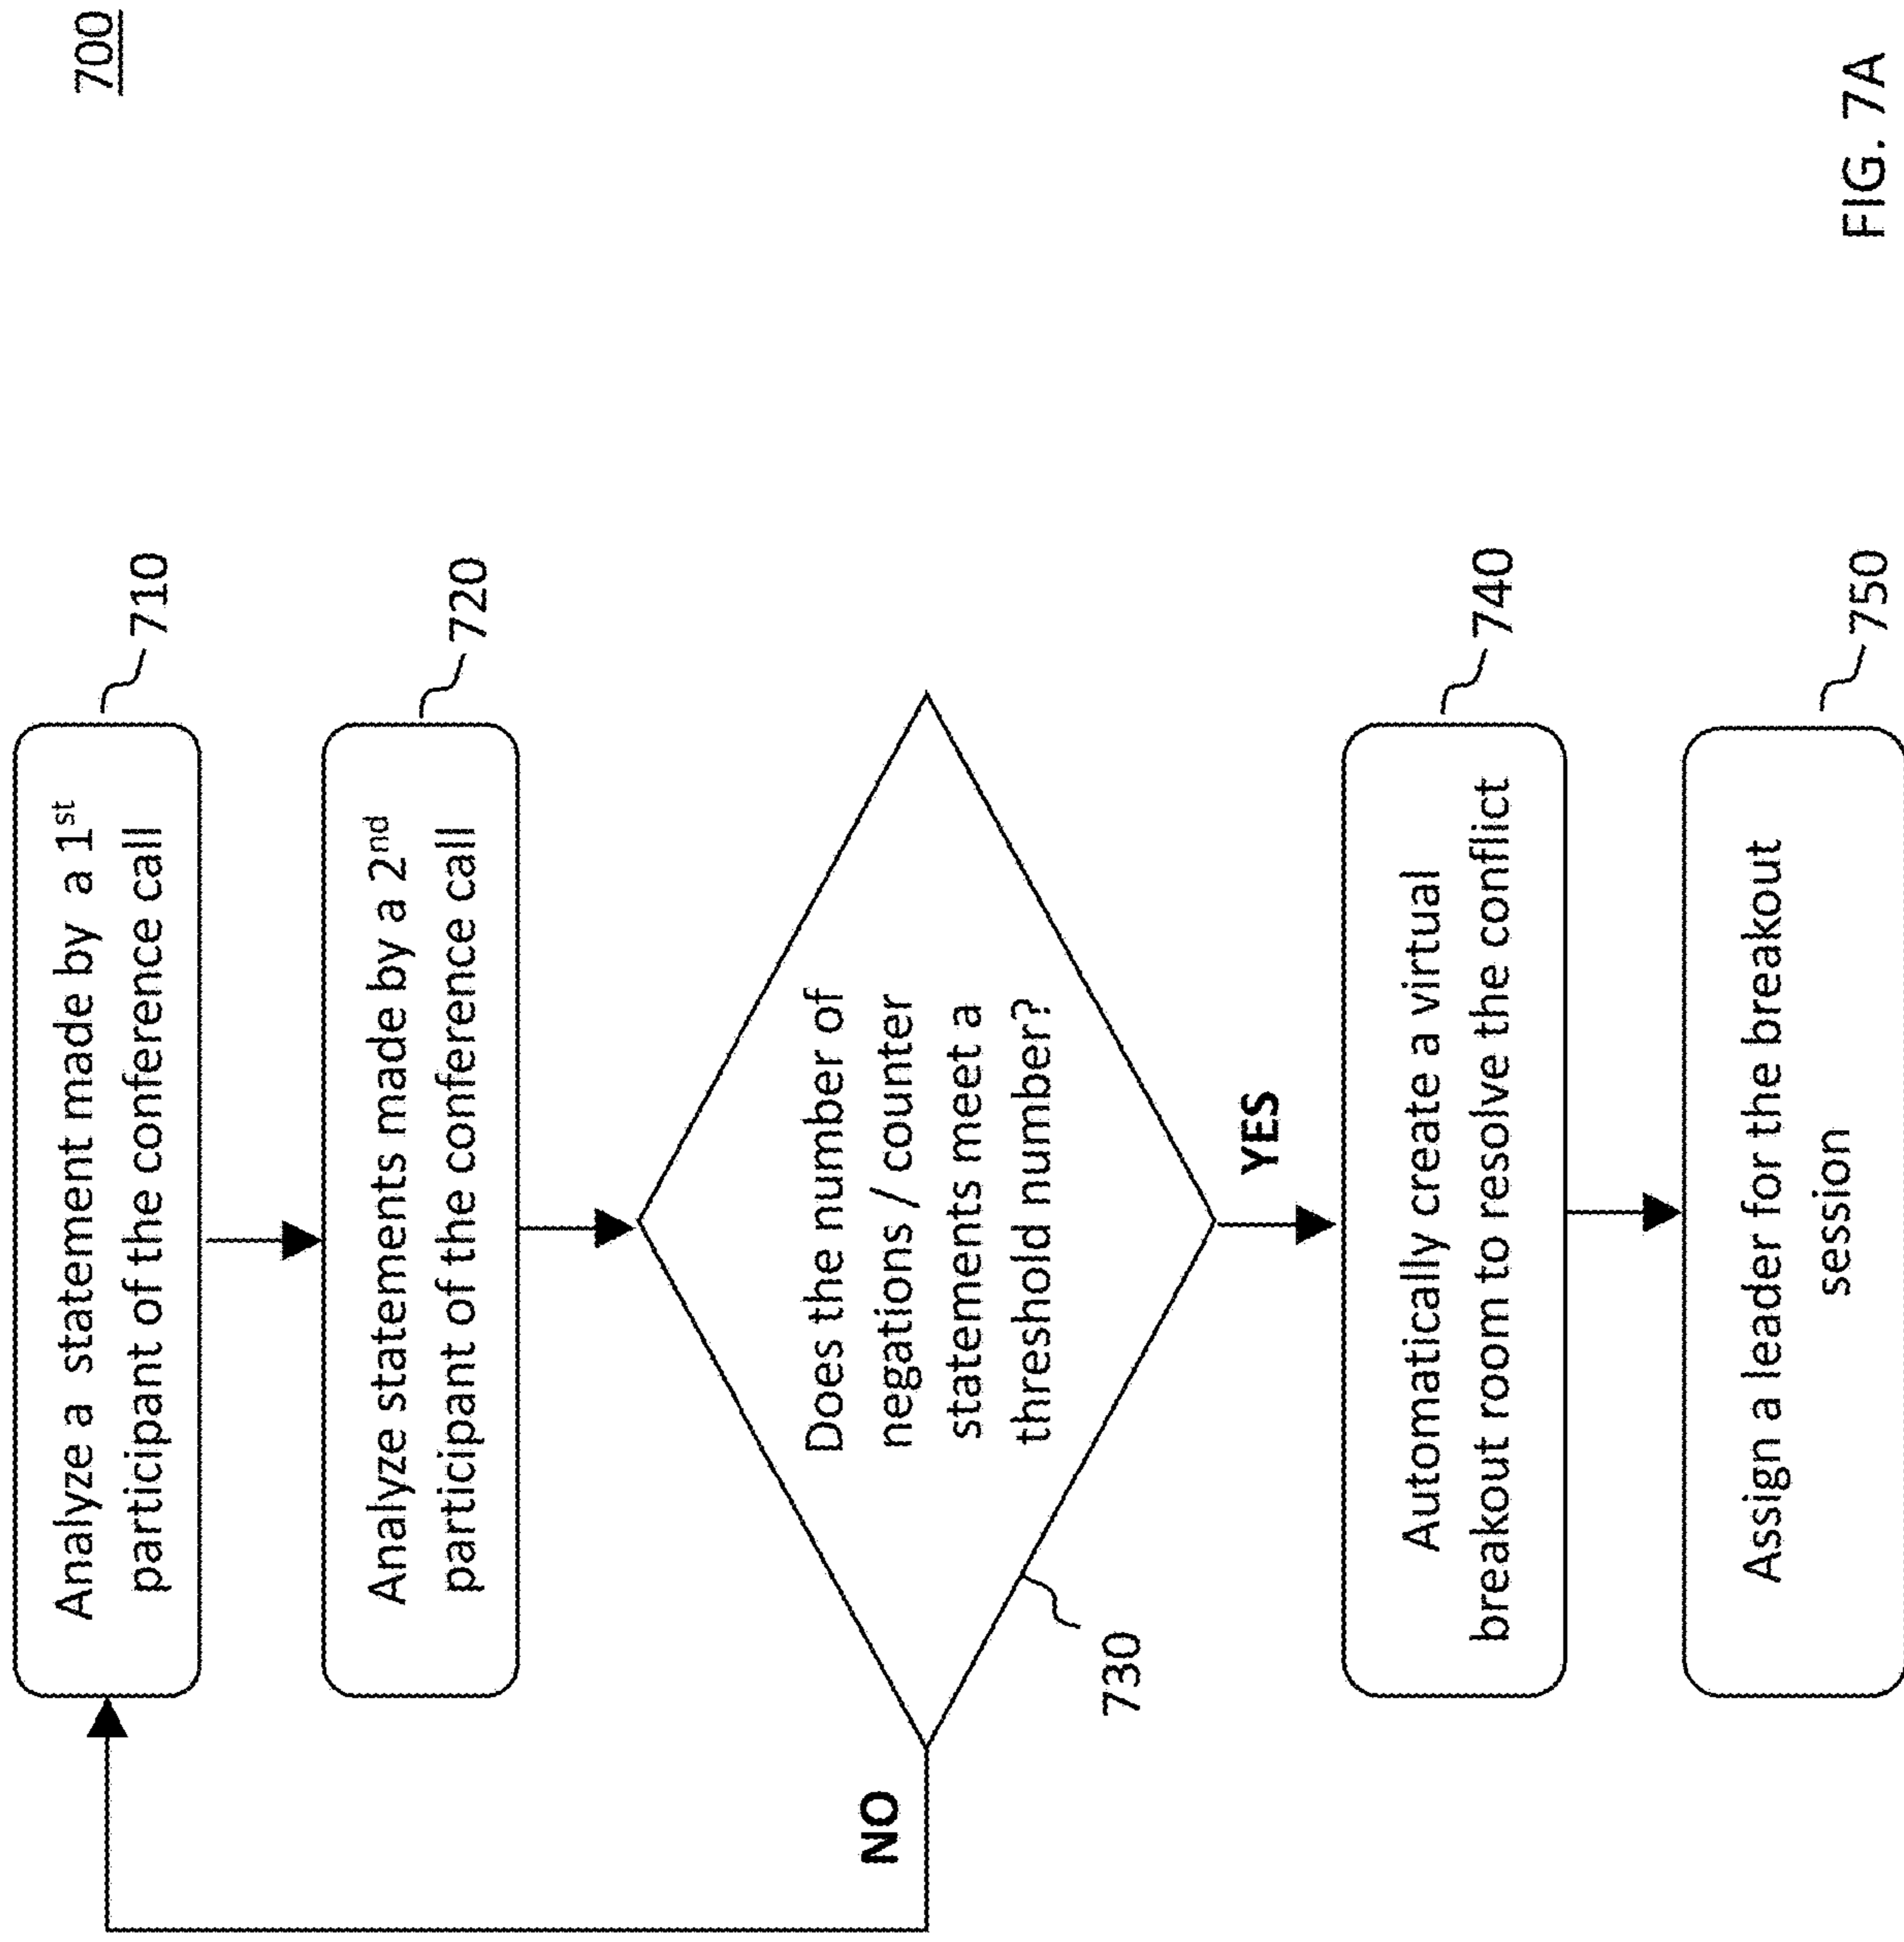 700
Analyze a statement made by a 1st
participant of the conference call
710
Analyze statements made by a 2nd
participant of the conference call
720
Does the number of
negations / counter
statements meet a
threshold number?
730
NO
YES
Automatically create a virtual
breakout room to resolve the conflict
740
Assign a leader for the breakout
session
750
FIG. 7A